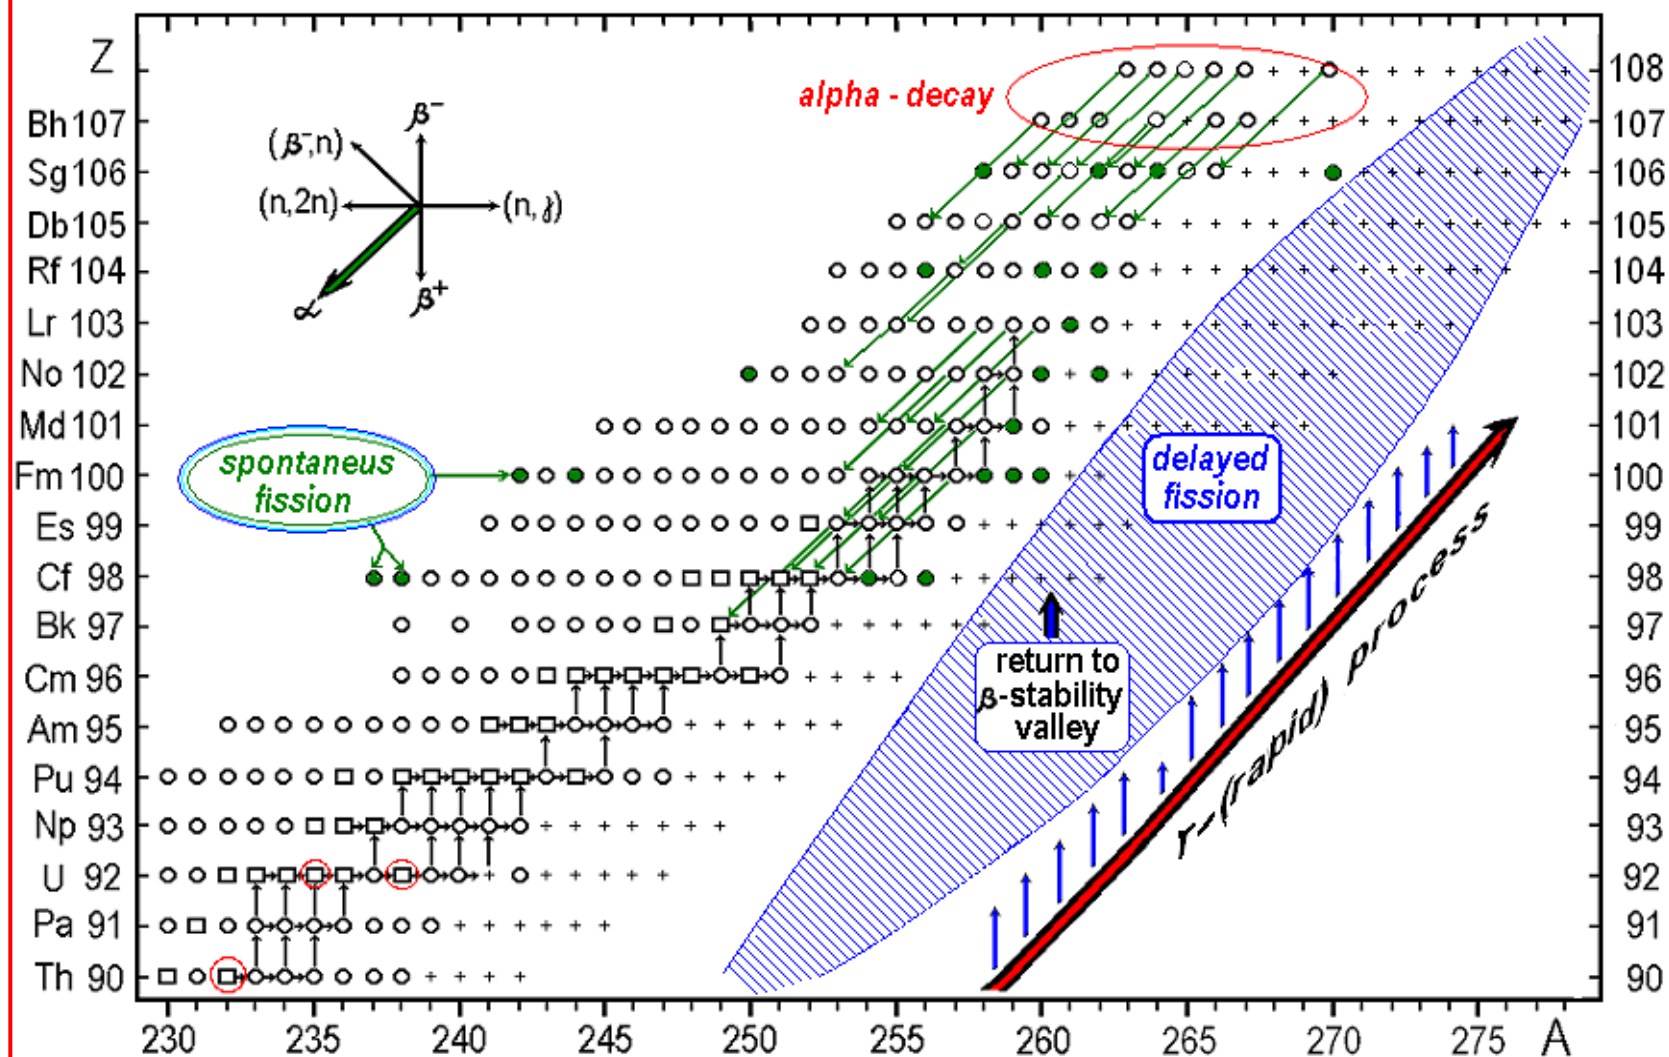 Z
108
alpha - decay
Bh 107
107
β⁻
(β⁻,n)
Sg 106
106
(n,2n)
(n,γ)
Db 105
105
Rf 104
104
β⁺
α
Lr 103
103
No 102
102
Md 101
101
spontaneus
fission
delayed
fission
Fm 100
100
Es 99
99
Cf 98
98
Bk 97
97
return to
β-stability
valley
Cm 96
96
Am 95
95
Pu 94
94
r-(rapid) process
Np 93
93
U 92
92
Pa 91
91
Th 90
90
230 235 240 245 250 255 260 265 270 275 A